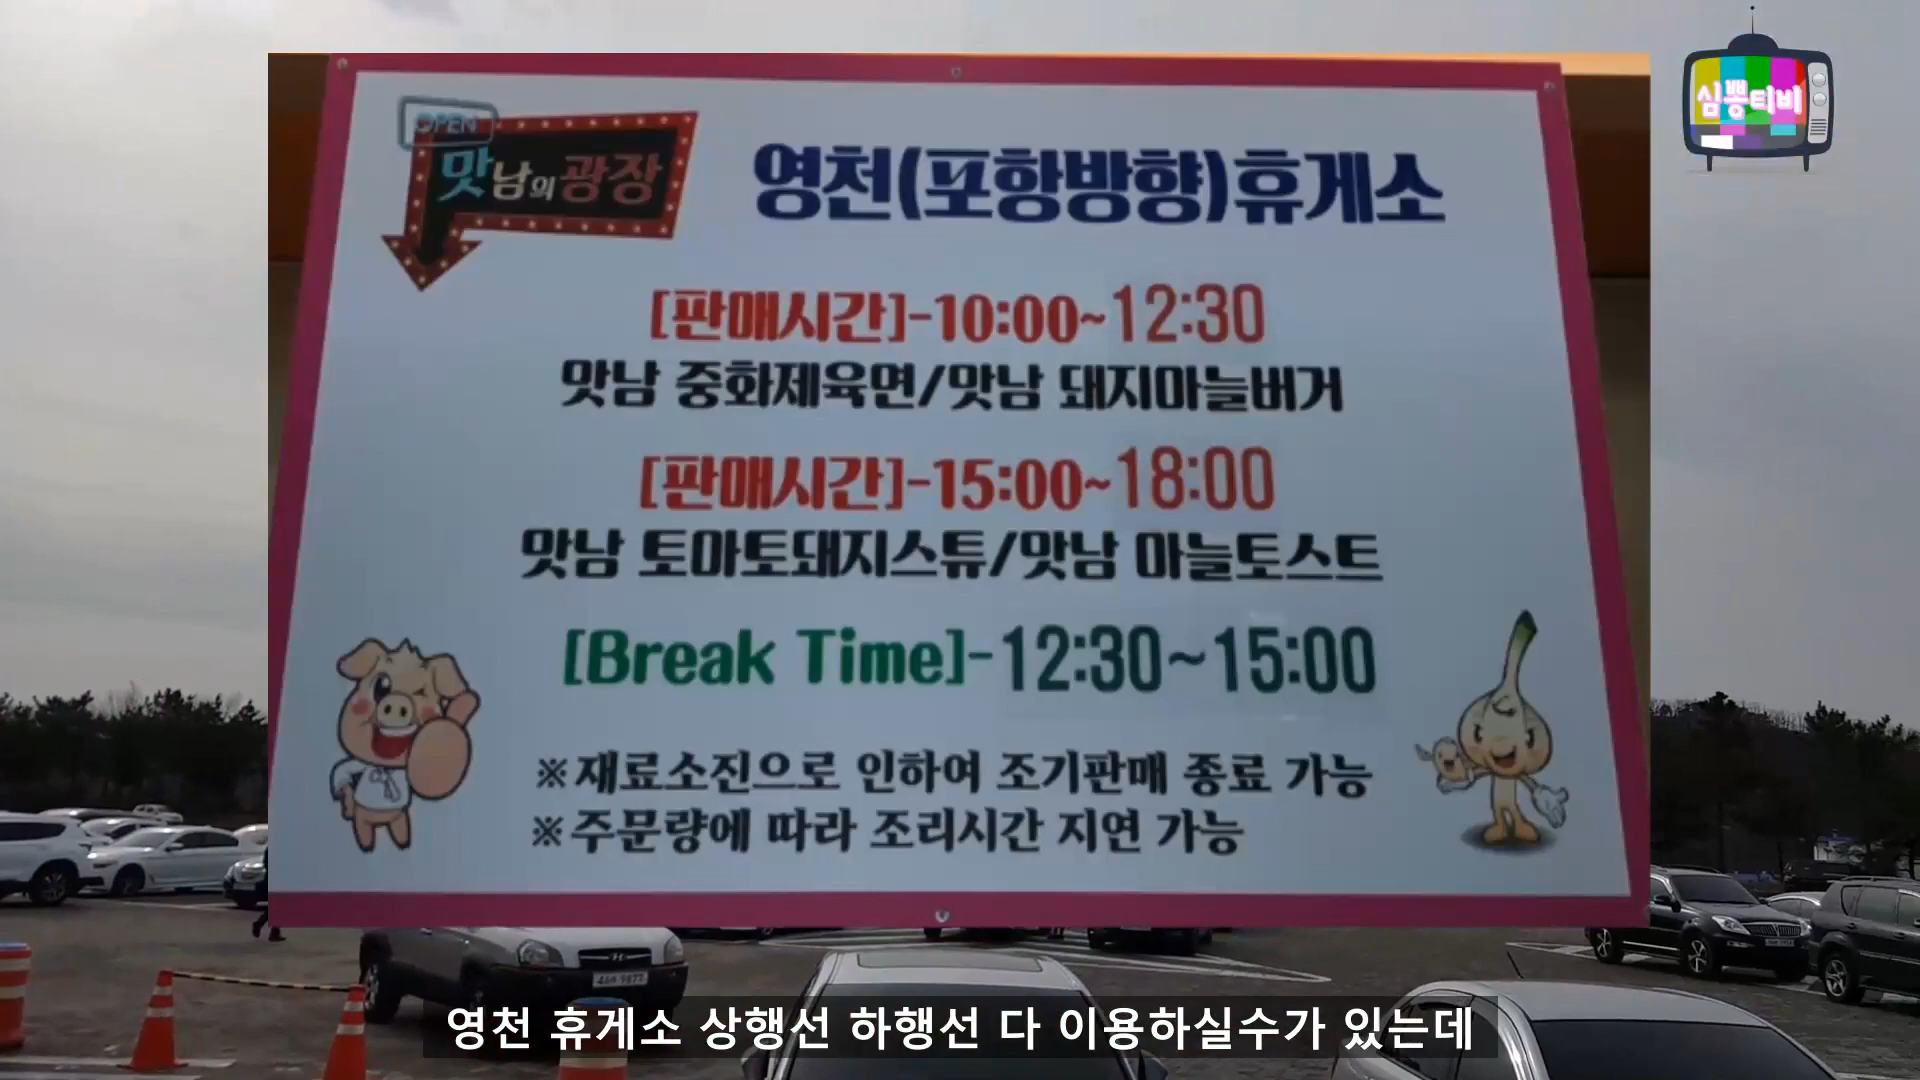 심뽕티비
OPEN
맛남의 광장
영천(포항방향)휴게소
[판매시간]-10:00~12:30
맛남 중화제육면/맛남 돼지마늘버거
[판매시간]-15:00~18:00
맛남 토마토돼지스튜/맛남 마늘토스트
[Break Time]-12:30~15:00
※재료소진으로 인하여 조기판매 종료 가능
※주문량에 따라 조리시간 지연 가능
영천 휴게소 상행선 하행선 다 이용하실수가 있는데